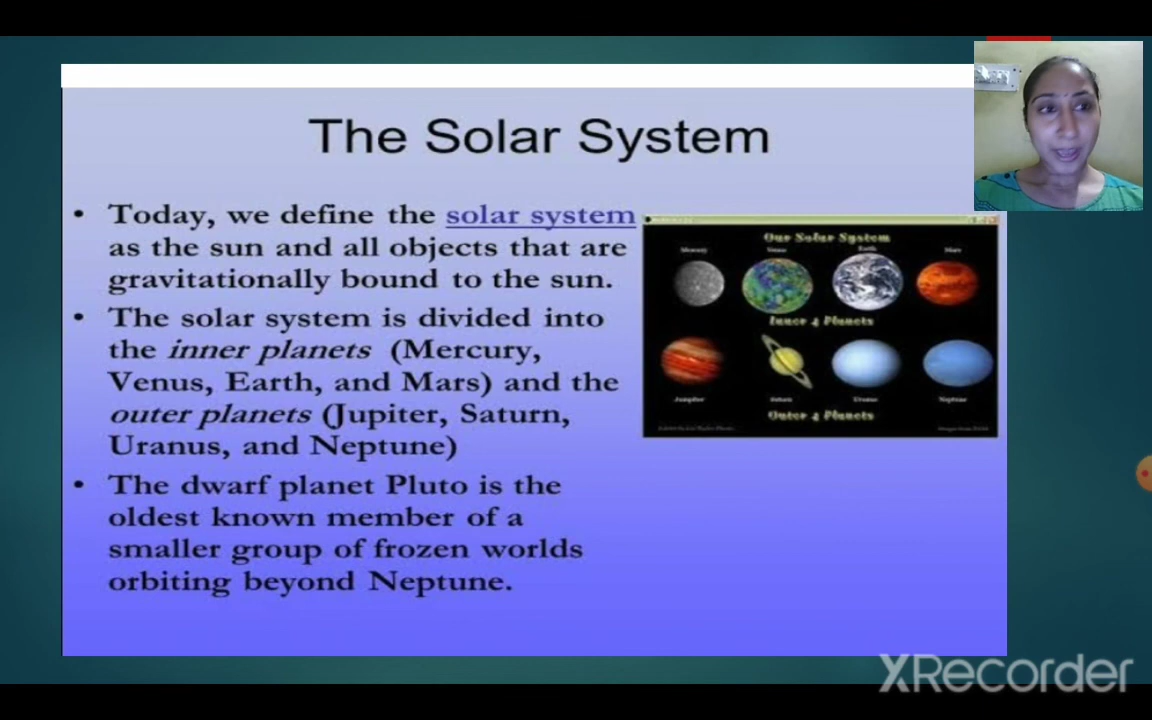 The Solar System
• Today, we define the solar system
as the sun and all objects that are
gravitationally bound to the sun.
• The solar system is divided into
the inner planets (Mercury,
Venus, Earth, and Mars) and the
outer planets (Jupiter, Saturn,
Uranus, and Neptune)
• The dwarf planet Pluto is the
oldest known member of a
smaller group of frozen worlds
orbiting beyond Neptune.
Our Solar System
Mercury Venus Earth Mars
Inner 4 Planets
Jupiter Saturn Uranus Neptune
Outer 4 Planets
XRecorder